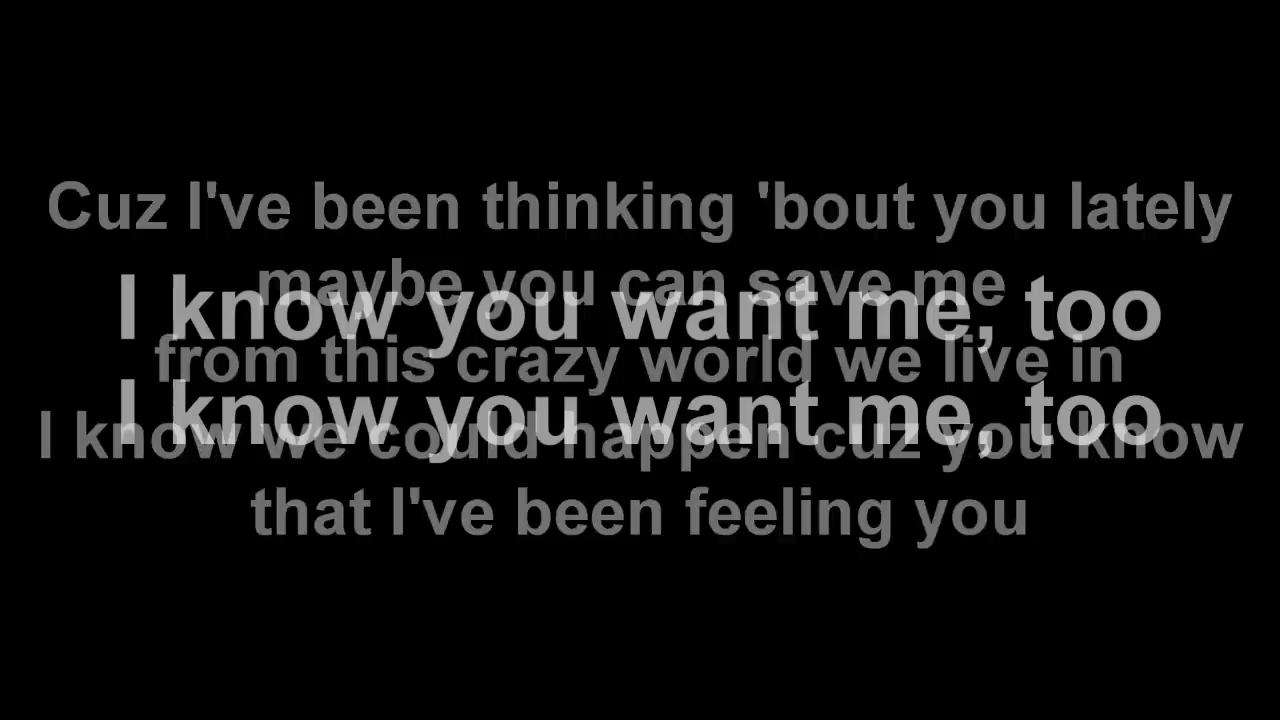 Cuz I've been thinking 'bout you lately
maybe you can save me
I know you want me, too
from this crazy world we live in
I know you want me, too
I know we could happen cuz you know
that I've been feeling you